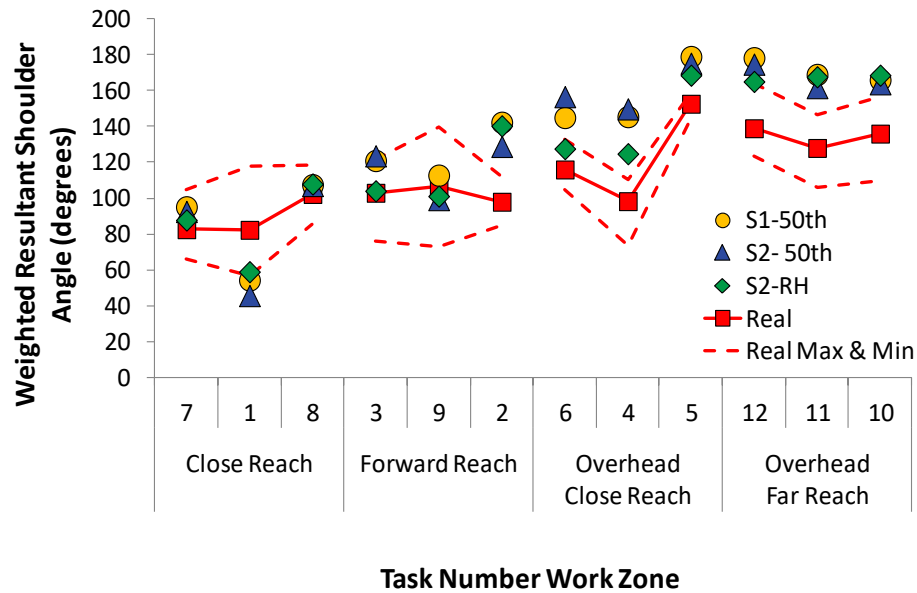 Weighted Resultant Shoulder
Angle (degrees)
200
180
160
140
120
100
80
60
40
20
0
S1-50th
S2- 50th
S2-RH
Real
Real Max & Min
7 1 8 3 9 2 6 4 5 12 11 10
Close Reach Forward Reach Overhead Overhead
Close Reach Far Reach
Task Number Work Zone